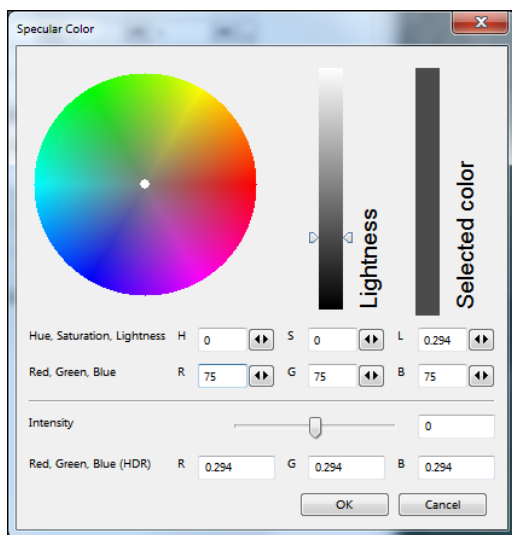 Specular Color
Lightness
Selected color
Hue, Saturation, Lightness H 0 S 0 L 0.294
Red, Green, Blue R 75 G 75 B 75
Intensity 0
Red, Green, Blue (HDR) R 0.294 G 0.294 B 0.294
OK Cancel